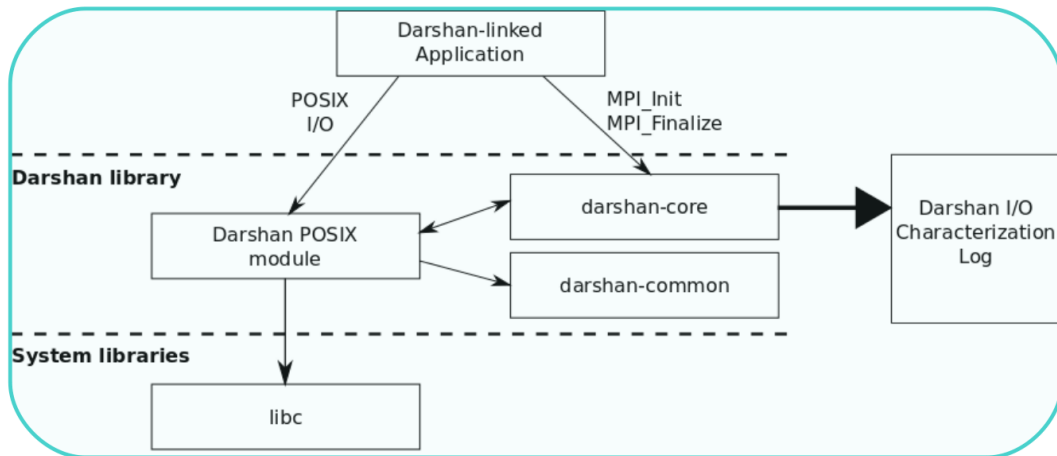 Darshan-linked
Application
POSIX
I/O
MPI_Init
MPI_Finalize
Darshan library
darshan-core
Darshan POSIX
module
darshan-common
Darshan I/O
Characterization
Log
System libraries
libc